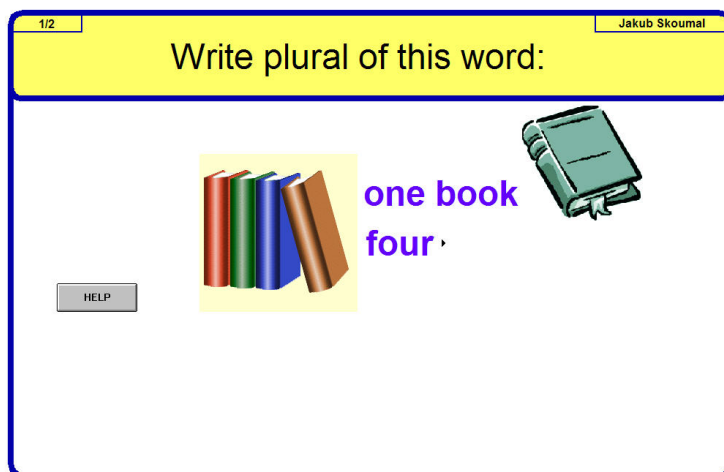 1/2
Jakub Skoumal
Write plural of this word:
one book
four
HELP